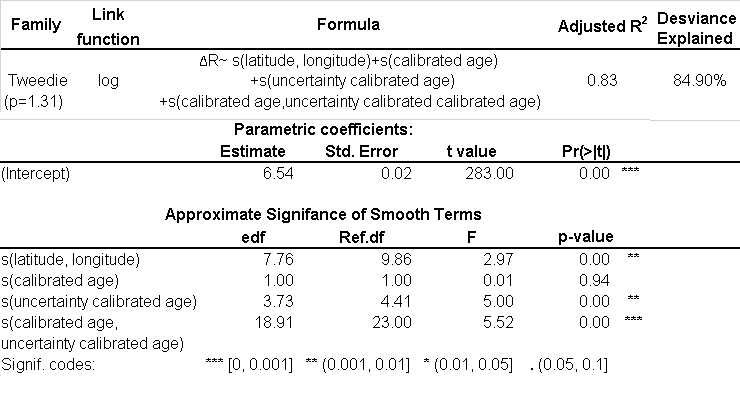 Family Link function Formula Adjusted R² Desviance Explained
Tweedie (p=1.31) log ΔR~ s(latitude, longitude)+s(calibrated age)
+s(uncertainty calibrated age)
+s(calibrated age,uncertainty calibrated calibrated age) 0.83 84.90%
Parametric coefficients:
Estimate Std. Error t value Pr(>|t|)
(Intercept) 6.54 0.02 283.00 0.00 ***
Approximate Signifance of Smooth Terms
edf Ref.df F p-value
s(latitude, longitude) 7.76 9.86 2.97 0.00 **
s(calibrated age) 1.00 1.00 0.01 0.94
s(uncertainty calibrated age) 3.73 4.41 5.00 0.00 **
s(calibrated age, 18.91 23.00 5.52 0.00 ***
uncertainty calibrated age)
Signif. codes: *** [0, 0.001] ** (0.001, 0.01] * (0.01, 0.05] . (0.05, 0.1]